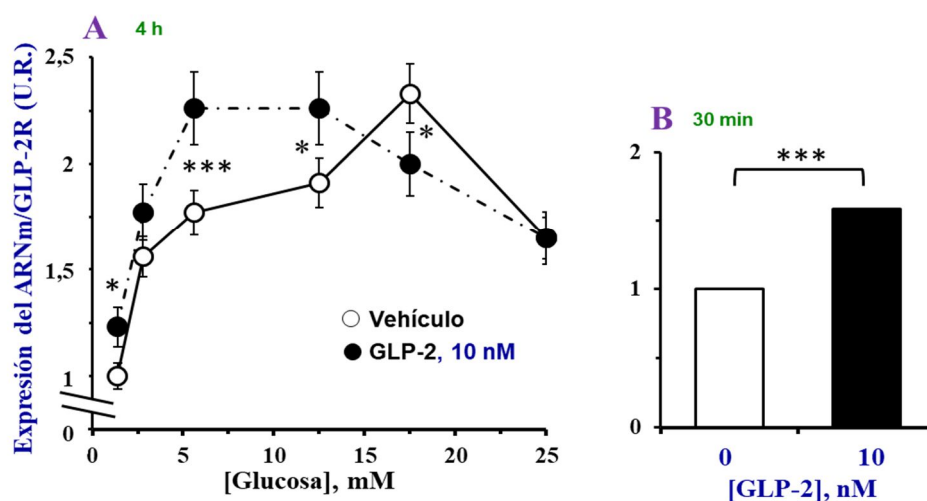 A 4 h
Expresión del ARNm/GLP-2R (U.R.)
2,5
2
1,5
1
0
*
***
*
*
Vehículo
GLP-2, 10 nM
0 5 10 15 20 25
[Glucosa], mM
B 30 min
***
2
1
0
0 10
[GLP-2], nM